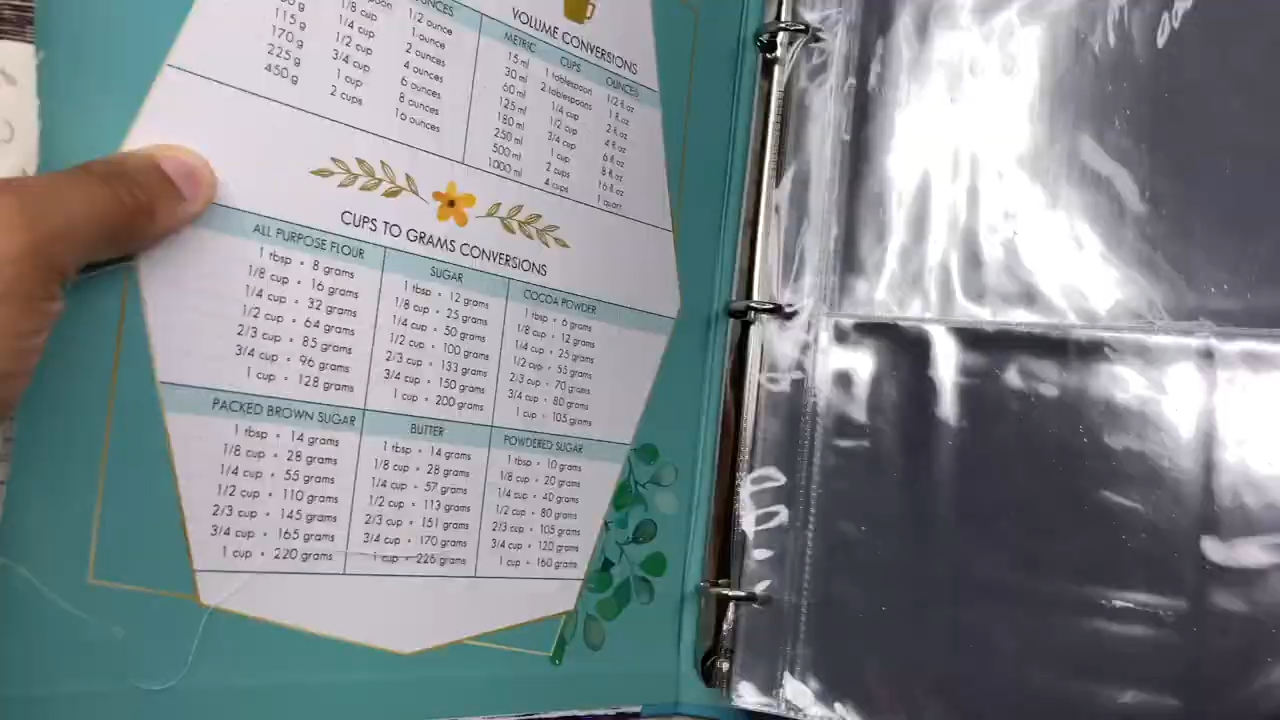 VOLUME CONVERSIONS
115 g 1/8 cup 1/2 ounce
170 g 1/4 cup 1 ounce
225 g 1/2 cup 2 ounces
450 g 3/4 cup 4 ounces
1 cup 6 ounces
2 cups 8 ounces
16 ounces
METRIC CUPS OUNCES
15 ml 1 tablespoon 1/2 fl oz
30 ml 2 tablespoons 1 fl oz
60 ml 1/4 cup 2 fl oz
125 ml 1/2 cup 4 fl oz
180 ml 3/4 cup 6 fl oz
250 ml 1 cup 8 fl oz
500 ml 2 cups 16 fl oz
1000 ml 4 cups 1 quart
CUPS TO GRAMS CONVERSIONS
ALL PURPOSE FLOUR
1 tbsp = 8 grams
1/8 cup = 16 grams
1/4 cup = 32 grams
1/2 cup = 64 grams
2/3 cup = 85 grams
3/4 cup = 96 grams
1 cup = 128 grams
SUGAR
1 tbsp = 12 grams
1/8 cup = 25 grams
1/4 cup = 50 grams
1/2 cup = 100 grams
2/3 cup = 133 grams
3/4 cup = 150 grams
1 cup = 200 grams
COCOA POWDER
1 tbsp = 6 grams
1/8 cup = 12 grams
1/4 cup = 25 grams
1/2 cup = 55 grams
2/3 cup = 70 grams
3/4 cup = 80 grams
1 cup = 105 grams
PACKED BROWN SUGAR
1 tbsp = 14 grams
1/8 cup = 28 grams
1/4 cup = 55 grams
1/2 cup = 110 grams
2/3 cup = 145 grams
3/4 cup = 165 grams
1 cup = 220 grams
BUTTER
1 tbsp = 14 grams
1/8 cup = 28 grams
1/4 cup = 57 grams
1/2 cup = 113 grams
2/3 cup = 151 grams
3/4 cup = 170 grams
1 cup = 226 grams
POWDERED SUGAR
1 tbsp = 10 grams
1/8 cup = 20 grams
1/4 cup = 40 grams
1/2 cup = 80 grams
2/3 cup = 105 grams
3/4 cup = 120 grams
1 cup = 160 grams